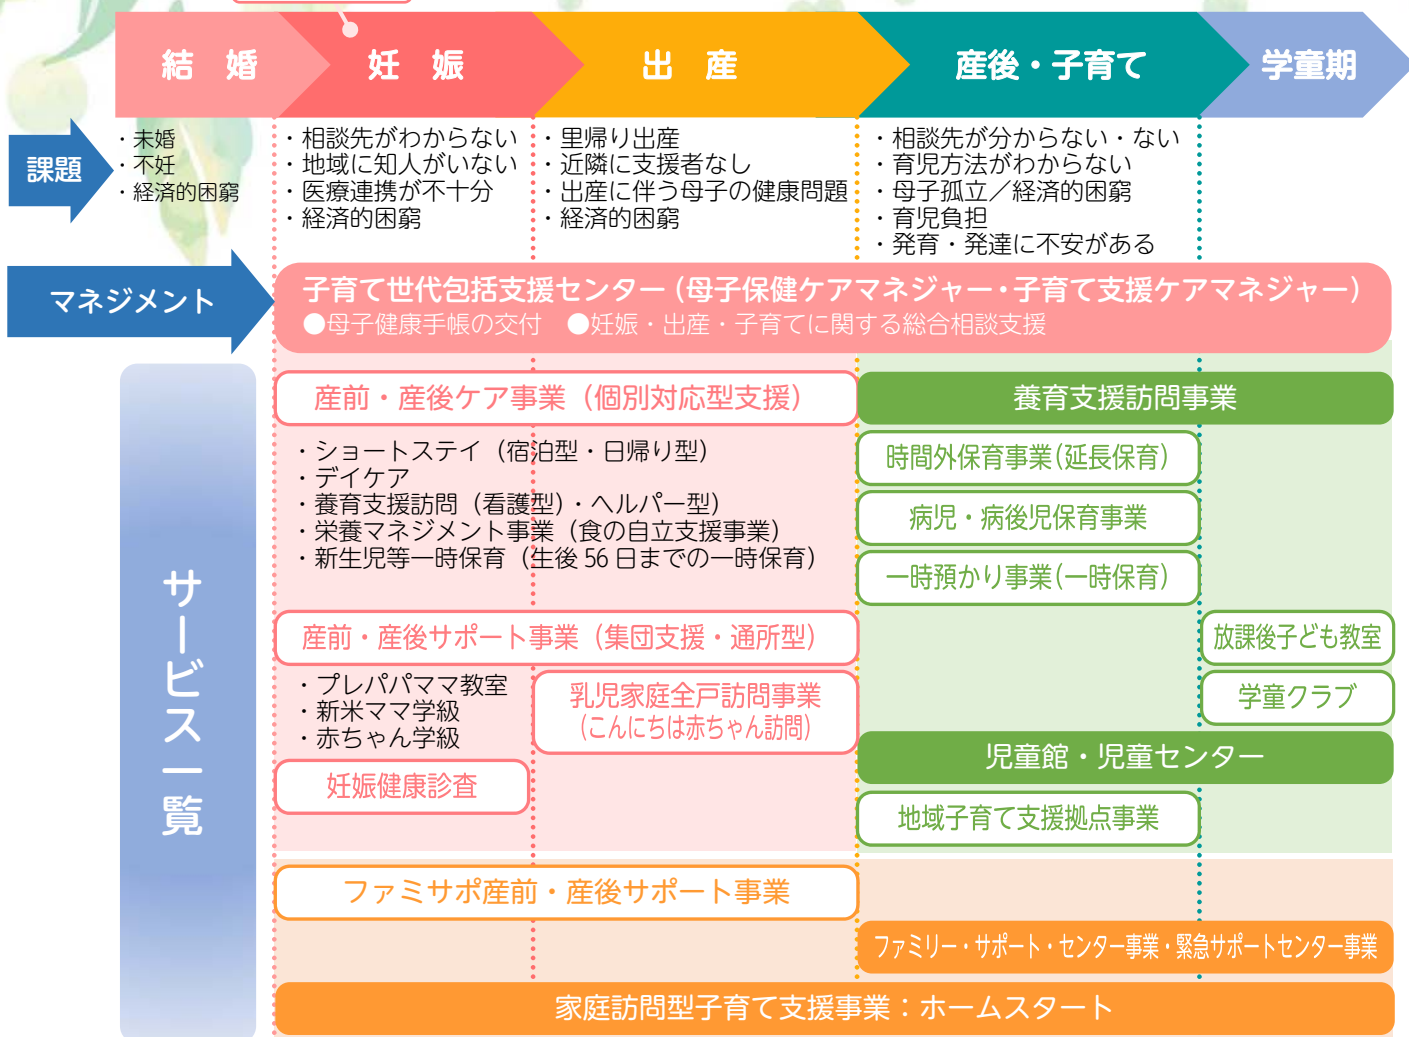 結 婚
妊 娠
出 産
産後・子育て
学童期
課題
・未婚
・不妊
・経済的困窮
・相談先がわからない
・地域に知人がいない
・医療連携が不十分
・経済的困窮
・里帰り出産
・近隣に支援者なし
・出産に伴う母子の健康問題
・経済的困窮
・相談先が分からない・ない
・育児方法がわからない
・母子孤立／経済的困窮
・育児負担
・発育・発達に不安がある
マネジメント
子育て世代包括支援センター（母子保健ケアマネジャー・子育て支援ケアマネジャー）
●母子健康手帳の交付 ●妊娠・出産・子育てに関する総合相談支援
サービス一覧
産前・産後ケア事業（個別対応型支援）
・ショートステイ（宿泊型・日帰り型）
・デイケア
・養育支援訪問（看護型）・ヘルパー型）
・栄養マネジメント事業（食の自立支援事業）
・新生児等一時保育（生後 56 日までの一時保育）
産前・産後サポート事業（集団支援・通所型）
・プレパパママ教室
・新米ママ学級
・赤ちゃん学級
乳児家庭全戸訪問事業
（こんにちは赤ちゃん訪問）
妊娠健康診査
養育支援訪問事業
時間外保育事業（延長保育）
病児・病後児保育事業
一時預かり事業（一時保育）
放課後子ども教室
学童クラブ
児童館・児童センター
地域子育て支援拠点事業
ファミサポ産前・産後サポート事業
ファミリー・サポート・センター事業・緊急サポートセンター事業
家庭訪問型子育て支援事業：ホームスタート